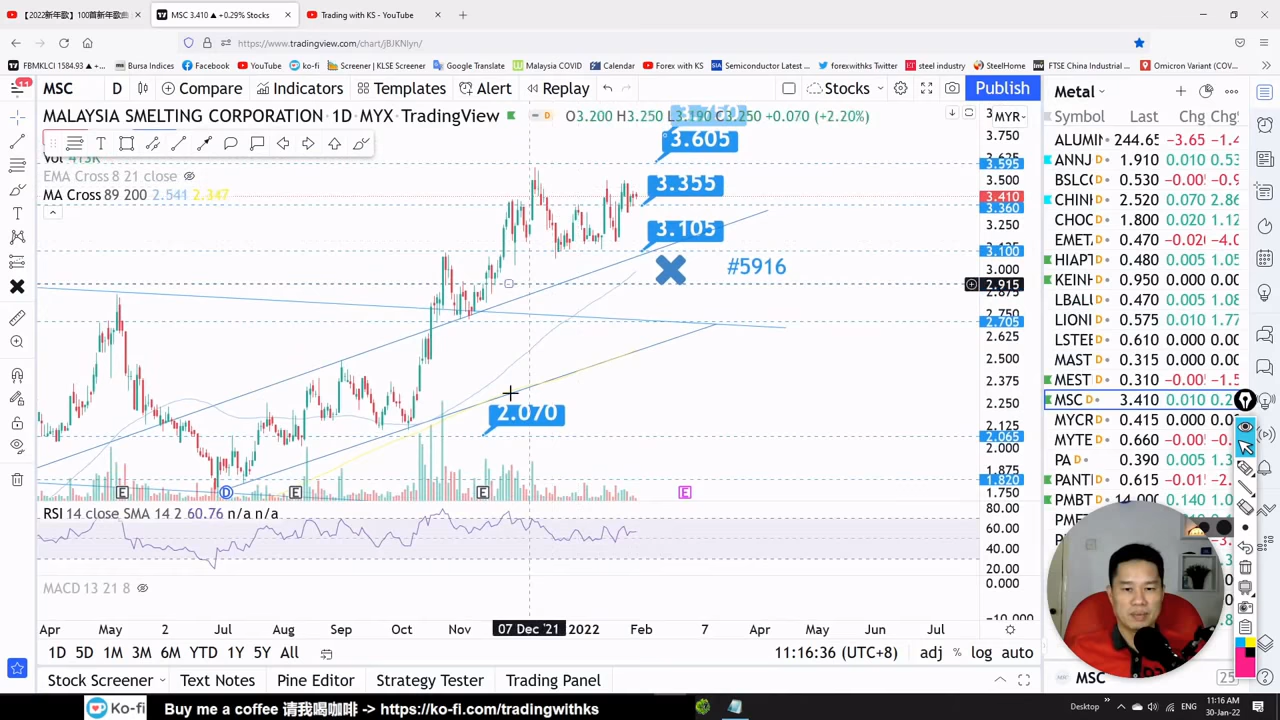 【2022新年歌】100首新年歌曲
MSC 3.410 ▲ +0.29% Stocks
Trading with KS - YouTube
https://www.tradingview.com/chart/jBJKNlyn/
FBMKLCI 1584.93 ▲ +...
Bursa Indices
Facebook
YouTube
ko-fi
Screener | KLSE Screener
Google Translate
Malaysia COVID
Calendar
Forex with KS
Semiconductor Latest ...
forexwithks Twitter
steel industry
SteelHome
FTSE China Industrial ...
Omicron Variant (COV...
11
MSC
D
Compare
Indicators
Templates
Alert
Replay
Stocks
Publish
MALAYSIA SMELTING CORPORATION • 1D • MYX • TradingView
O3.200 H3.250 L3.190 C3.250 +0.070 (+2.20%)
MYR
Vol 413K
EMA Cross 8 21 close
MA Cross 89 200 2.541 2.347
3.605
3.355
3.105
#5916
2.070
3.750
3.595
3.500
3.410
3.360
3.250
3.100
3.000
2.915
2.705
2.625
2.500
2.375
2.250
2.125
2.065
2.000
1.875
1.820
1.750
E
D
E
E
E
RSI 14 close SMA 14 2 60.76 n/a n/a
80.00
60.00
40.00
20.00
MACD 13 21 8
0.000
-10.000
Apr
May
2
Jul
Aug
Sep
Oct
Nov
07 Dec '21
2022
Feb
7
Apr
May
Jun
Jul
1D 5D 1M 3M 6M YTD 1Y 5Y All
11:16:36 (UTC+8)
adj % log auto
Stock Screener
Text Notes
Pine Editor
Strategy Tester
Trading Panel
Metal
Symbol Last Chg Chg%
ALUMIN 244.65 -3.65 -1.4
ANNJ D 1.910 0.010 0.53
BSLC 0.530 -0.00 -0.9
CHIN 2.520 0.070 2.86
CHOC 1.800 0.020 1.12
EMET 0.470 -0.02 -4.0
HIAPT 0.480 0.005 1.05
KEINH 0.950 0.000 0.00
LBALU 0.470 0.005 1.08
LIONI 0.575 0.010 1.77
LSTEE 0.610 0.000 0.00
MAST 0.315 0.000 0.00
MEST 0.310 -0.00 -1.5
MSC D 3.410 0.010 0.2
MYCR 0.415 0.000 0.0
MYTE 0.660 -0.00
PA D 0.390 0.005 1.3
PANT 0.615 -0.01 -2.
PMBT 14.000 0.140 1.0
MSC
25
Ko-fi
Buy me a coffee 请我喝咖啡 -> https://ko-fi.com/tradingwithks
Desktop
ENG
11:16 AM
30-Jan-22